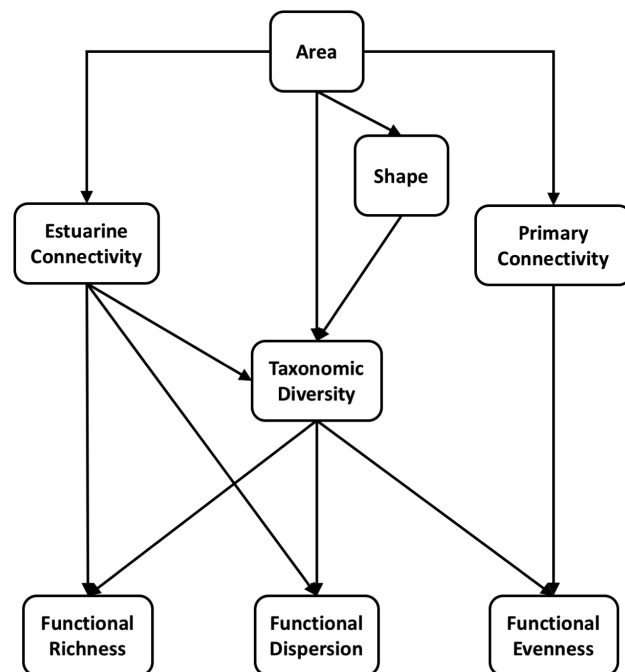 Area
Shape
Estuarine
Connectivity
Primary
Connectivity
Taxonomic
Diversity
Functional
Richness
Functional
Dispersion
Functional
Evenness